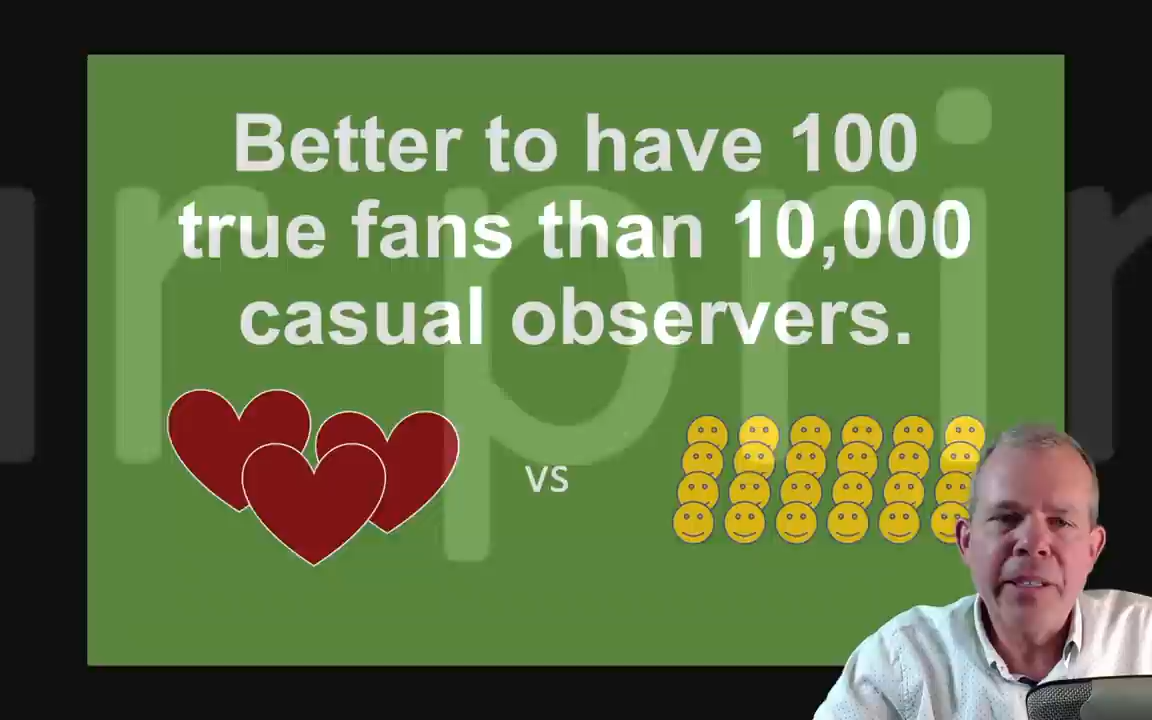 Better to have 100
true fans than 10,000
casual observers.
vs